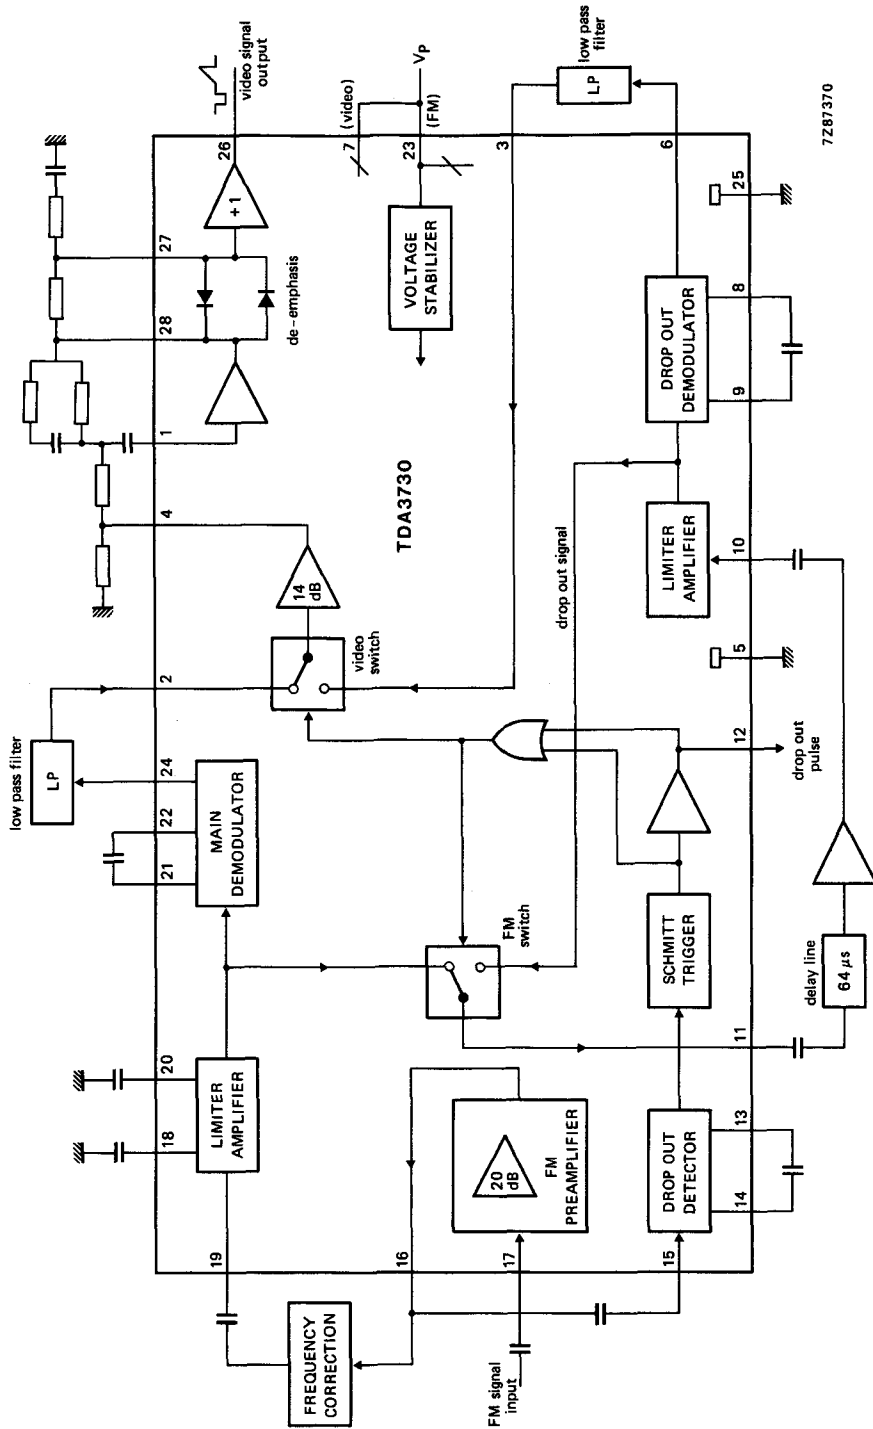 FM signal
input
FREQUENCY
CORRECTION
19
16
17
15
18
20
LIMITER
AMPLIFIER
20
dB
FM
PREAMPLIFIER
DROP OUT
DETECTOR
14
13
11
SCHMITT
TRIGGER
FM
switch
delay line
64 µs
low pass filter
LP
21
22
24
MAIN
DEMODULATOR
2
video
switch
14
dB
4
12
drop out
pulse
5
10
LIMITER
AMPLIFIER
drop out signal
TDA3730
1
28
27
de-emphasis
+1
26
video signal
output
VOLTAGE
STABILIZER
7 (video)
23 (FM)
VP
3
low pass
filter
LP
6
DROP OUT
DEMODULATOR
9
8
25
7Z87370